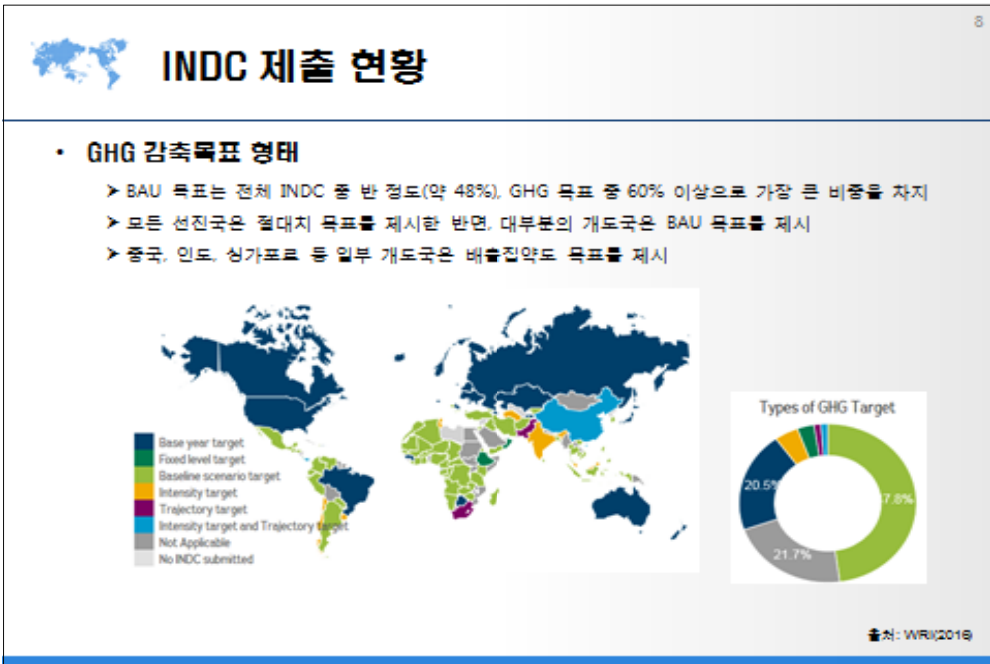 8
INDC 제출 현황
• GHG 감축목표 형태
➤ BAU 목표는 전체 INDC 중 반 정도(약 48%), GHG 목표 중 60% 이상으로 가장 큰 비중을 차지
➤ 모든 선진국은 절대치 목표를 제시한 반면, 대부분의 개도국은 BAU 목표를 제시
➤ 중국, 인도, 싱가포르 등 일부 개도국은 배출집약도 목표를 제시
Base year target
Fixed level target
Baseline scenario target
Intensity target
Trajectory target
Intensity target and Trajectory target
Not Applicable
No INDC submitted
Types of GHG Target
20.5%
47.8%
21.7%
출처: WRI(2016)